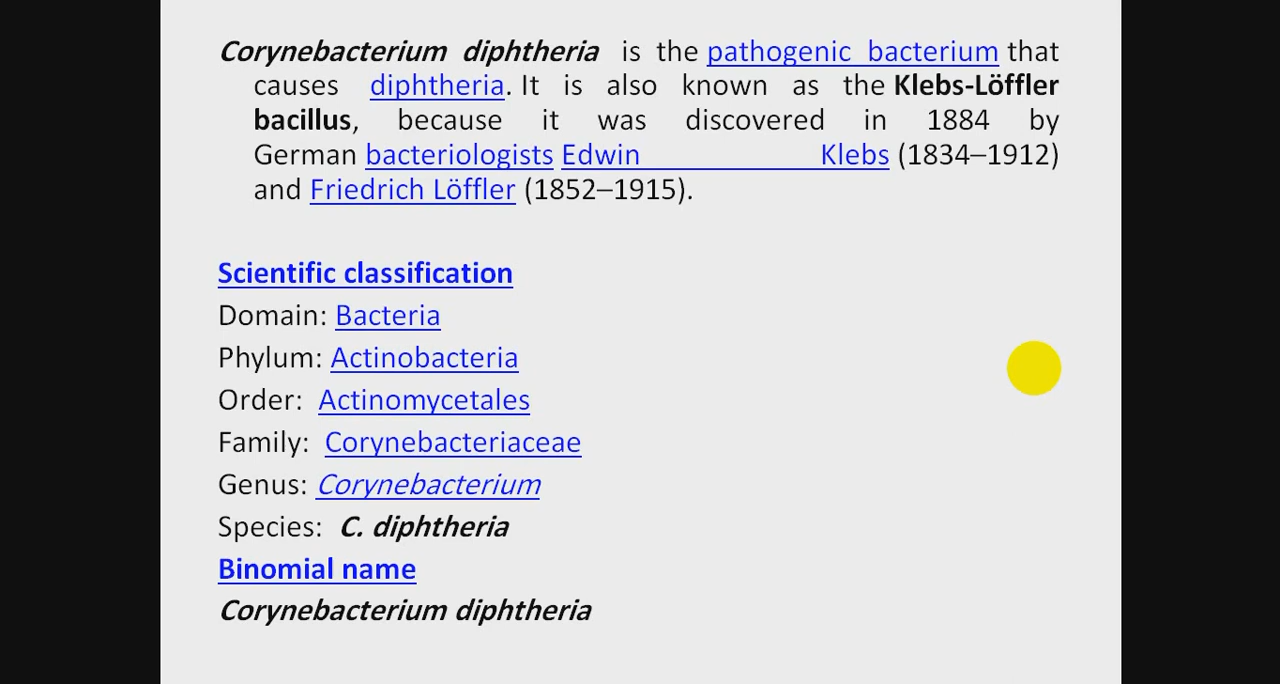 Corynebacterium diphtheria is the pathogenic bacterium that
causes diphtheria. It is also known as the Klebs-Löffler
bacillus, because it was discovered in 1884 by
German bacteriologists Edwin Klebs (1834–1912)
and Friedrich Löffler (1852–1915).
Scientific classification
Domain: Bacteria
Phylum: Actinobacteria
Order: Actinomycetales
Family: Corynebacteriaceae
Genus: Corynebacterium
Species: C. diphtheria
Binomial name
Corynebacterium diphtheria